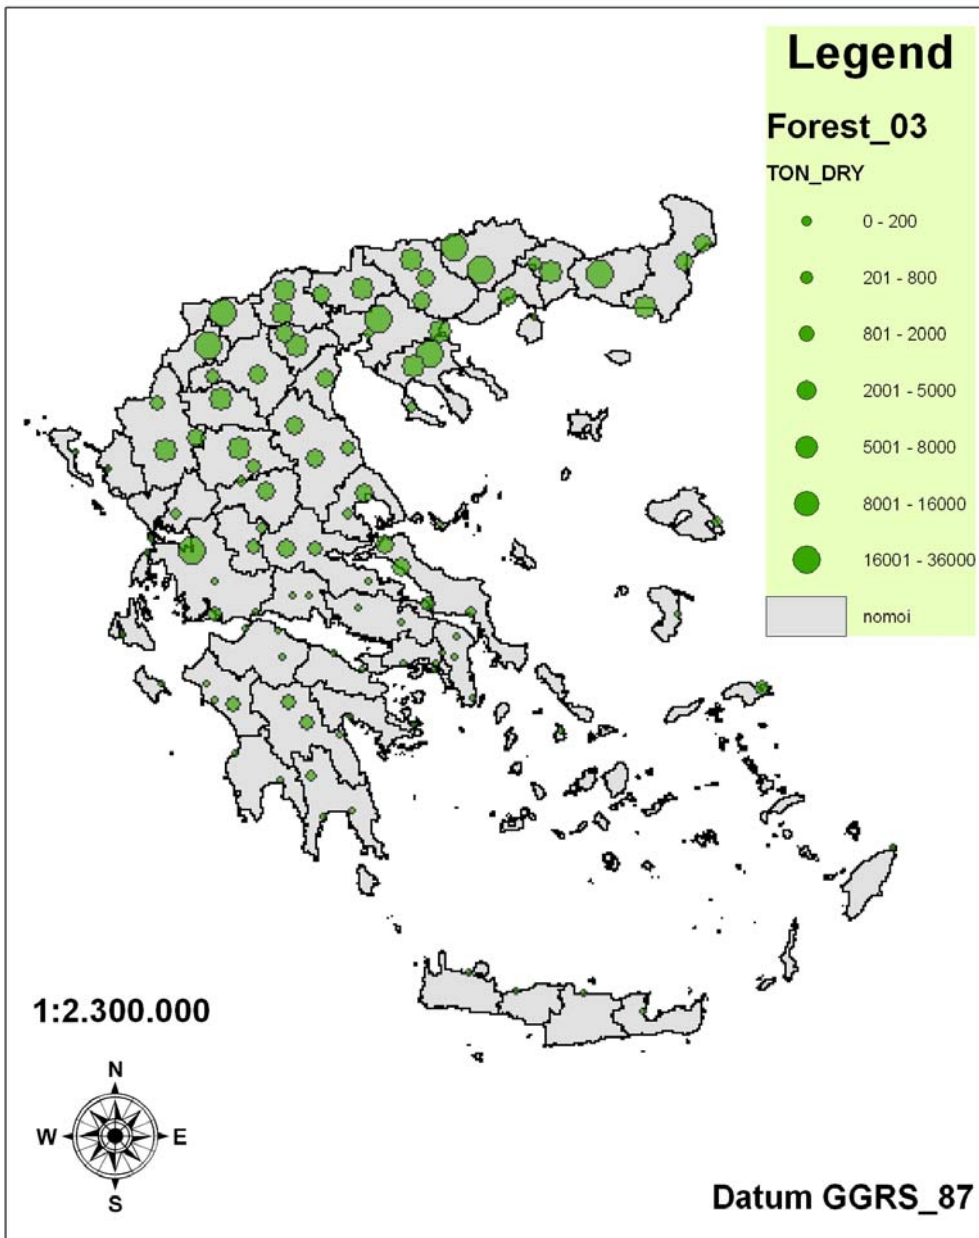 Legend
Forest_03
TON_DRY
0 - 200
201 - 800
801 - 2000
2001 - 5000
5001 - 8000
8001 - 16000
16001 - 36000
nomoi
1:2.300.000
N
W E
S
Datum GGRS_87